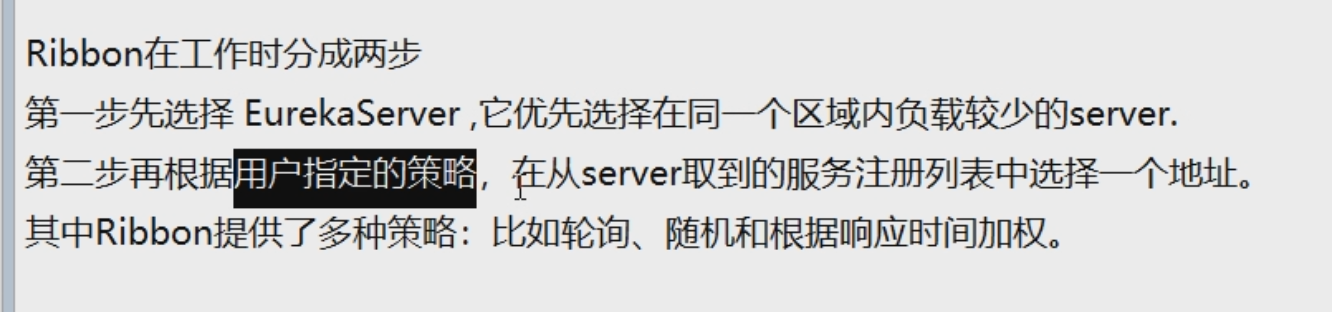 Ribbon在工作时分成两步
第一步先选择 EurekaServer ,它优先选择在同一个区域内负载较少的server.
第二步再根据用户指定的策略，在从server取到的服务注册列表中选择一个地址。
其中Ribbon提供了多种策略：比如轮询、随机和根据响应时间加权。